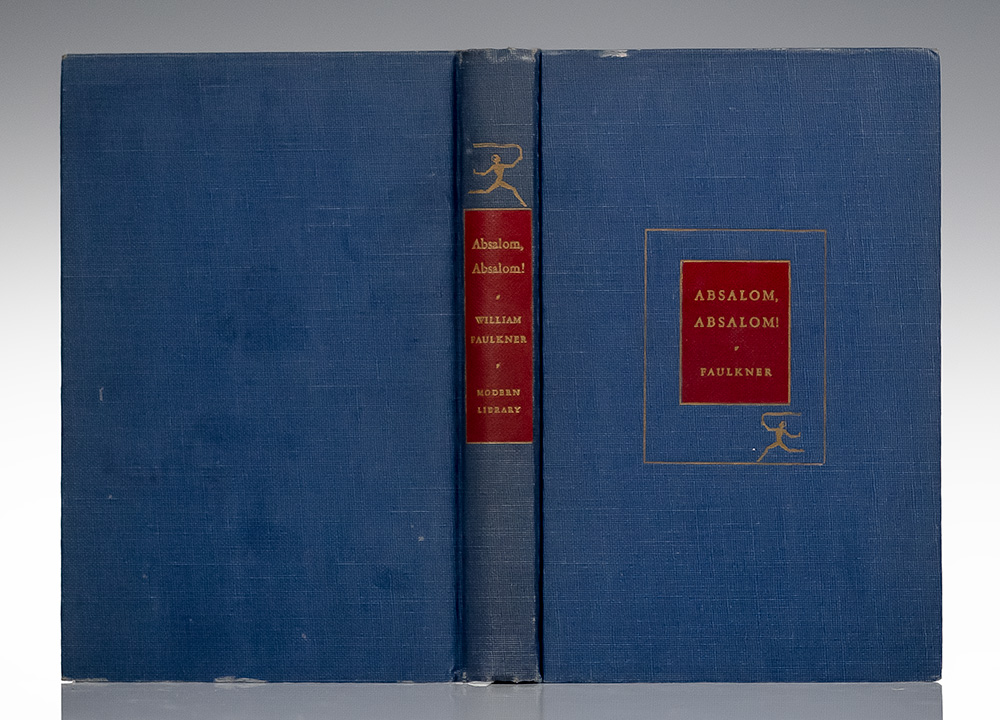 Absalom,
Absalom!
WILLIAM
FAULKNER
MODERN
LIBRARY
ABSALOM,
ABSALOM!
FAULKNER